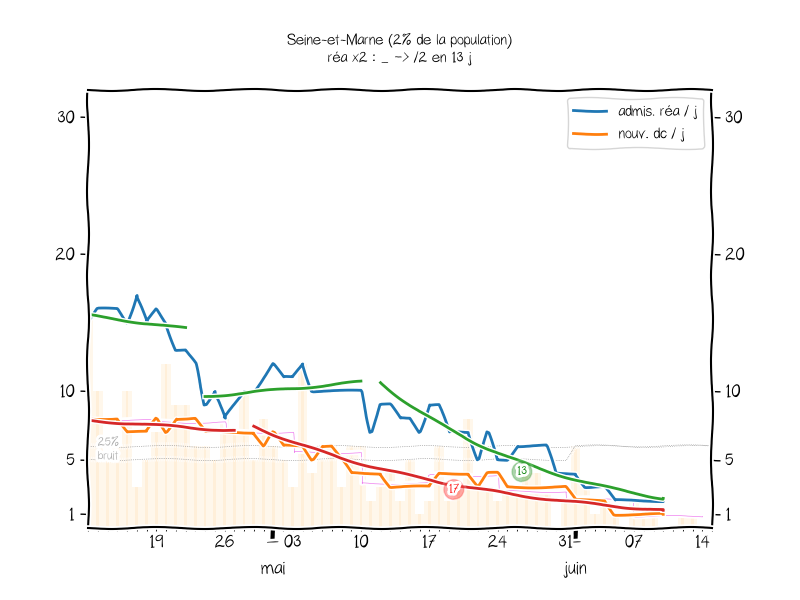 Seine-et-Marne (2% de la population)
réa x2 : _ -> /2 en 13 j
admis. réa / j
nouv. dc / j
30 30
20 20
10 10
5 5
1 1
25%
bruit
13
17
19 26 03 10 17 24 31 07 14
mai juin